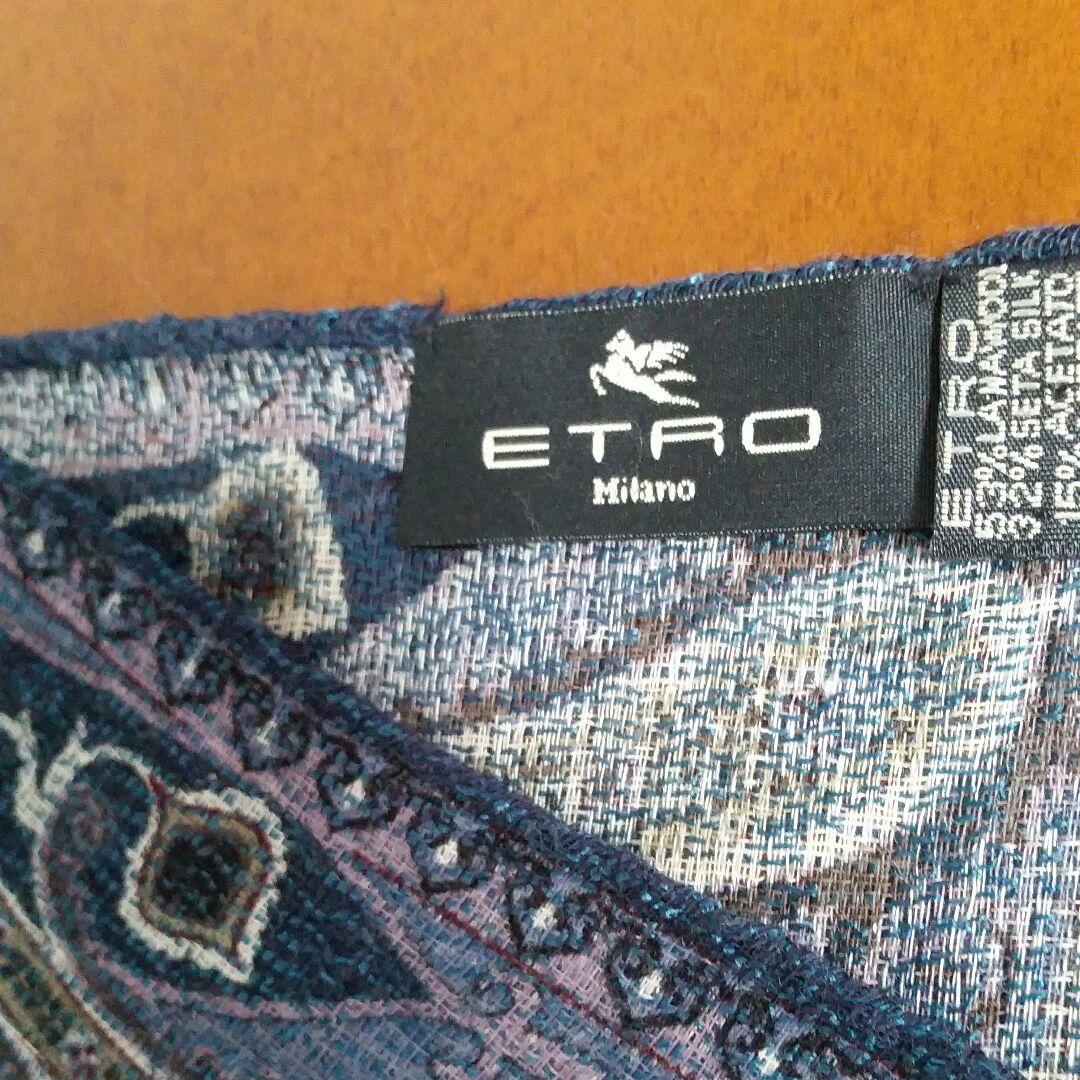 ETRO
Milano
ETRO
53% LANA WOOL
32% SETA SILK
15% ACETATO